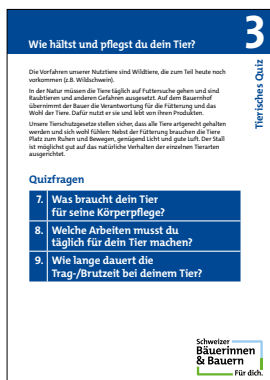 3
Wie hältst und pflegst du dein Tier?
Tierisches Quiz
Die Vorfahren unserer Nutztiere sind Wildtiere, die zum Teil heute noch
vorkommen (z.B. Wildschwein).
In der Natur müssen die Tiere täglich auf Futtersuche gehen und sind
Raubtieren und anderen Gefahren ausgesetzt. Auf dem Bauernhof
übernimmt der Bauer die Verantwortung für die Fütterung und das
Wohl der Tiere. Dafür nutzt er sie und lebt von ihren Produkten.
Unsere Tierschutzgesetze stellen sicher, dass alle Tiere artgerecht gehalten
werden und sich wohl fühlen: Nebst der Fütterung brauchen die Tiere
Platz zum Ruhen und Bewegen, genügend Licht und gute Luft. Der Stall
ist möglichst gut auf das natürliche Verhalten der einzelnen Tierarten
ausgerichtet.
Quizfragen
7. Was braucht dein Tier
für seine Körperpflege?
8. Welche Arbeiten musst du
täglich für dein Tier machen?
9. Wie lange dauert die
Trag-/Brutzeit bei deinem Tier?
Schweizer
Bäuerinnen
& Bauern
Für dich.